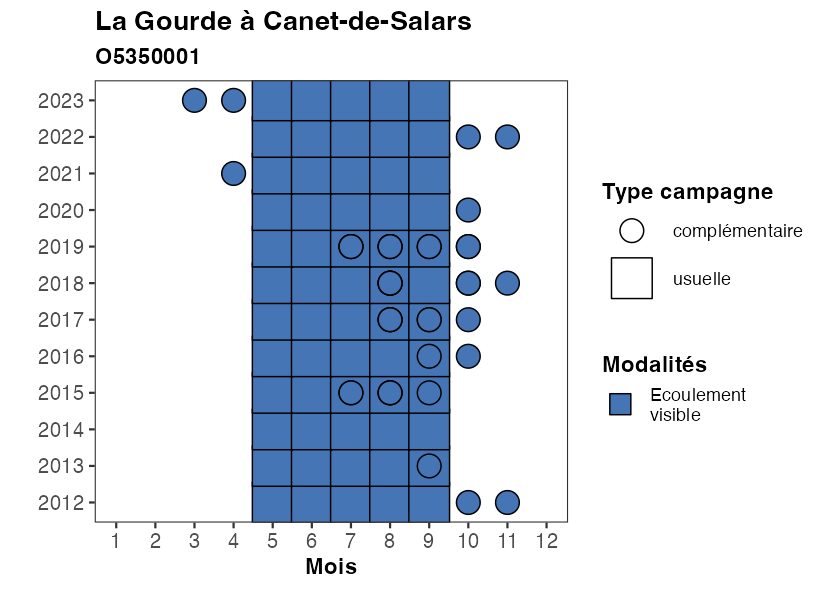 La Gourde à Canet-de-Salars
O5350001
2023
2022
2021
2020
2019
2018
2017
2016
2015
2014
2013
2012
1 2 3 4 5 6 7 8 9 10 11 12
Mois
Type campagne
complémentaire
usuelle
Modalités
Ecoulement
visible